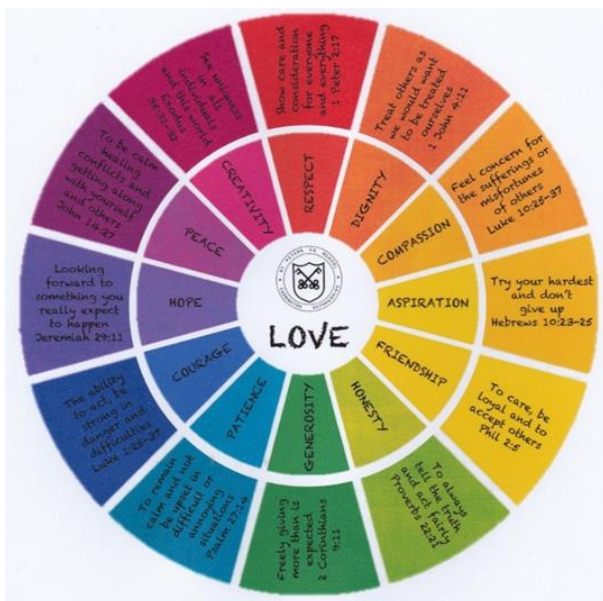 RESPECT
Show care and
consideration
for everyone
and everything
1 Peter 2:17
DIGNITY
Treat others as
we would want
to be treated
ourselves
1 John 4:11
COMPASSION
Feel concern for
the sufferings or
misfortunes
of others
Luke 10:25-37
ASPIRATION
Try your hardest
and don't
give up
Hebrews 10:23-25
FRIENDSHIP
To care, be
Loyal and to
accept others
Phil 2:5
HONESTY
To always
tell the truth
and act fairly
Proverbs 22:21
GENEROSITY
Freely giving
more than is
expected
2 Corinthians
9:11
PATIENCE
To remain
calm and not
be upset in
difficult or
annoying
situations
Psalm 27:14
COURAGE
The ability
to act, be
strong in
danger and
difficulties
Luke
HOPE
Looking
forward to
something you
really expect
to happen
Jeremiah 29:11
PEACE
To be calm
healing
conflicts and
getting along
with yourself
and others
John 14:27
CREATIVITY
See uniqness
in all
individuals
and this world
Exodus
LOVE